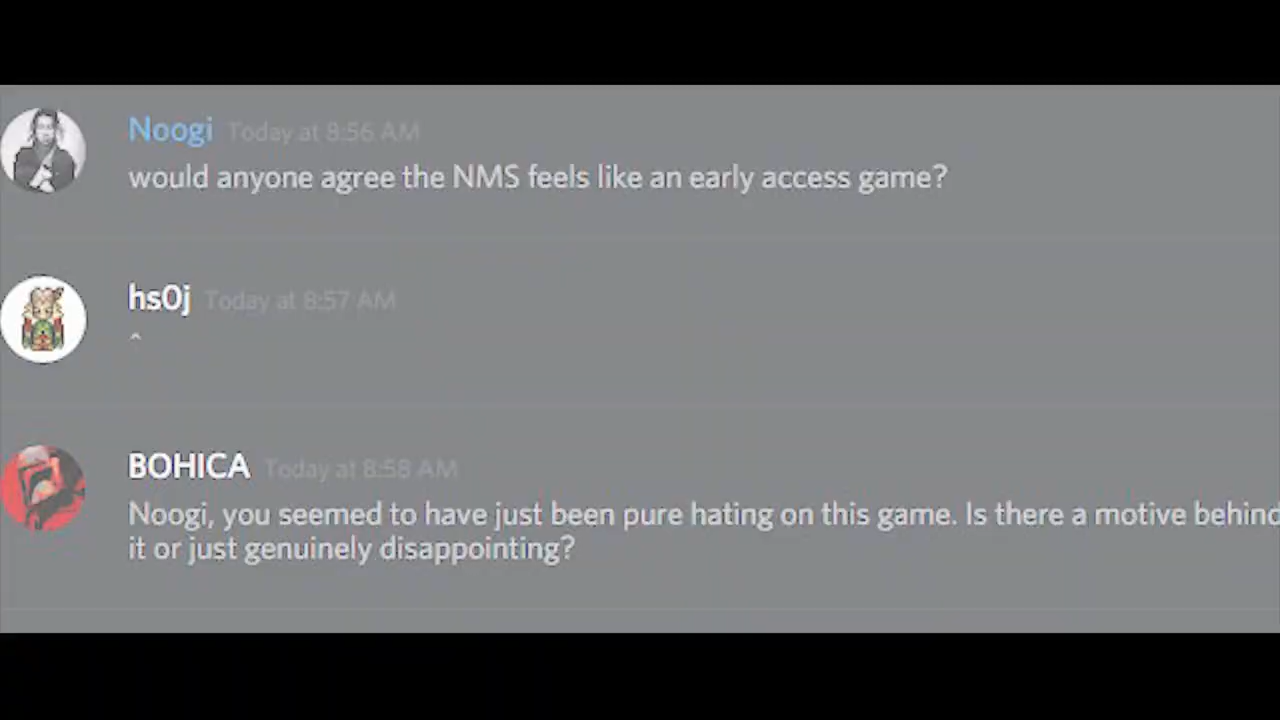 Noogi Today at 8:56 AM
would anyone agree the NMS feels like an early access game?
hs0j Today at 8:57 AM
^
BOHICA Today at 8:58 AM
Noogi, you seemed to have just been pure hating on this game. Is there a motive behind
it or just genuinely disappointing?